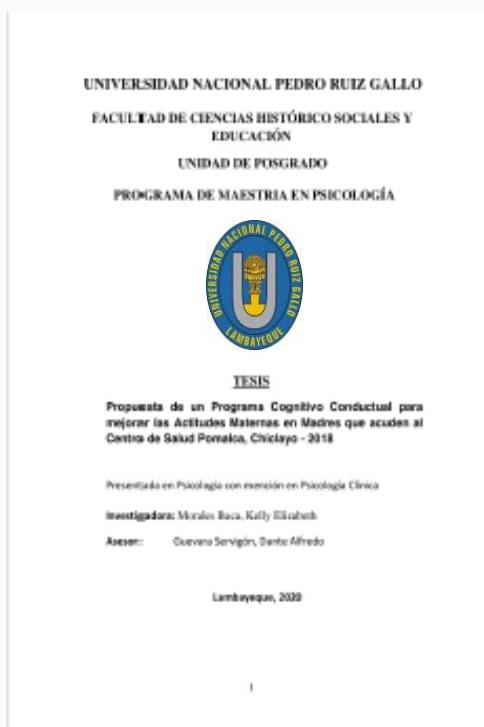 UNIVERSIDAD NACIONAL PEDRO RUIZ GALLO
FACULTAD DE CIENCIAS HISTÓRICO SOCIALES Y
EDUCACIÓN
UNIDAD DE POSGRADO
PROGRAMA DE MAESTRIA EN PSICOLOGÍA
UNIVERSIDAD NACIONAL PEDRO RUIZ GALLO
LAMBAYEQUE
TESIS
Propuesta de un Programa Cognitivo Conductual para
mejorar las Actitudes Maternas en Madres que acuden al
Centro de Salud Pomalca, Chiclayo - 2018
Presentada en Psicología con mención en Psicología Clínica
Investigadora: Morales Baca, Kelly Elizabeth
Asesor: Guevara Servigón, Dante Alfredo
Lambayeque, 2020
1